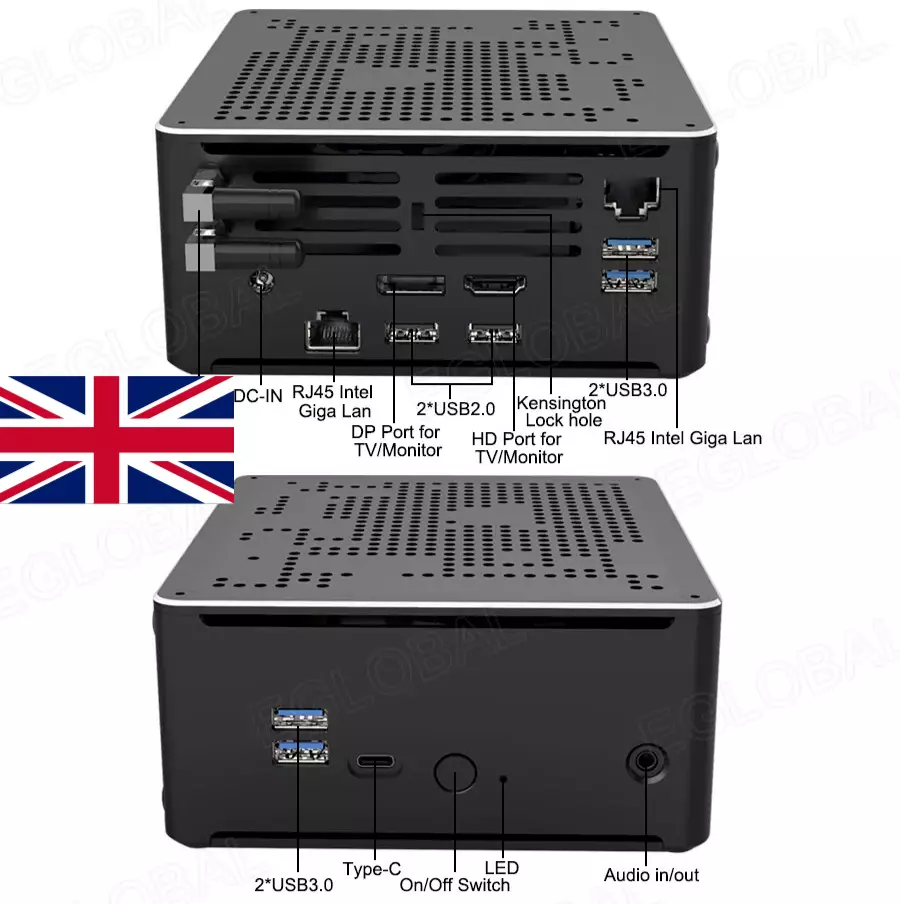 EGLOBAL
DC-IN
RJ45 Intel
Giga Lan
2*USB2.0
DP Port for
TV/Monitor
HD Port for
TV/Monitor
Kensington
Lock hole
2*USB3.0
RJ45 Intel Giga Lan
EGLOBAL
2*USB3.0
Type-C
On/Off Switch
LED
Audio in/out